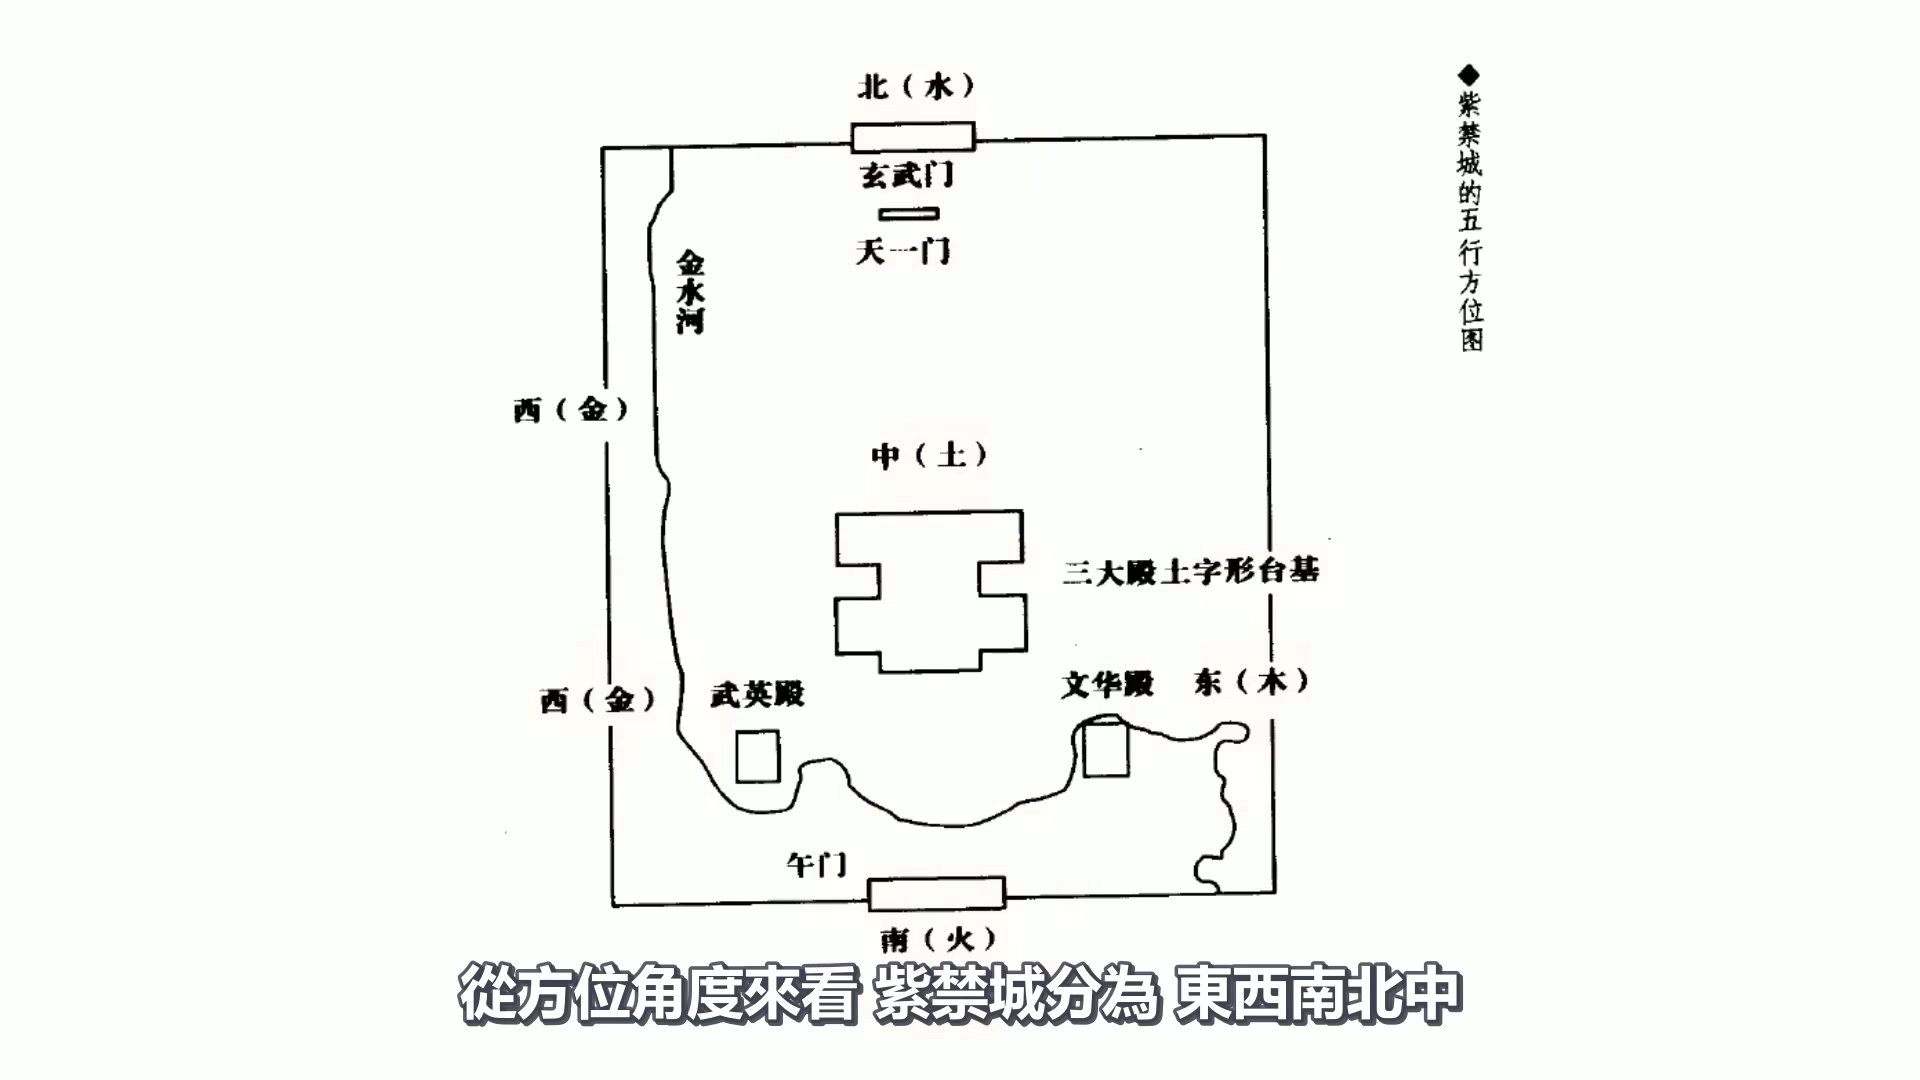 北（水）
玄武门
天一门
金水河
西（金）
中（土）
三大殿土字形台基
西（金）
武英殿
文华殿
东（木）
午门
南（火）
◆紫禁城的五行方位图
從方位角度來看 紫禁城分為 東西南北中